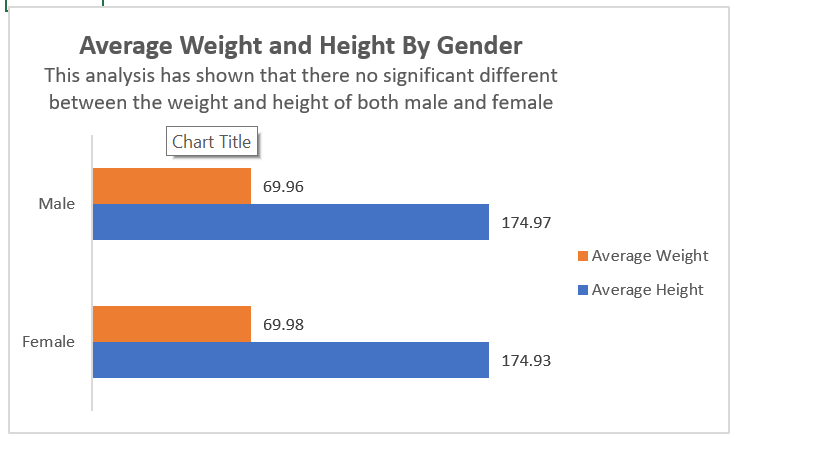 Average Weight and Height By Gender
This analysis has shown that there no significant different
between the weight and height of both male and female
Chart Title
69.96
Male
174.97
Average Weight
Average Height
69.98
Female
174.93